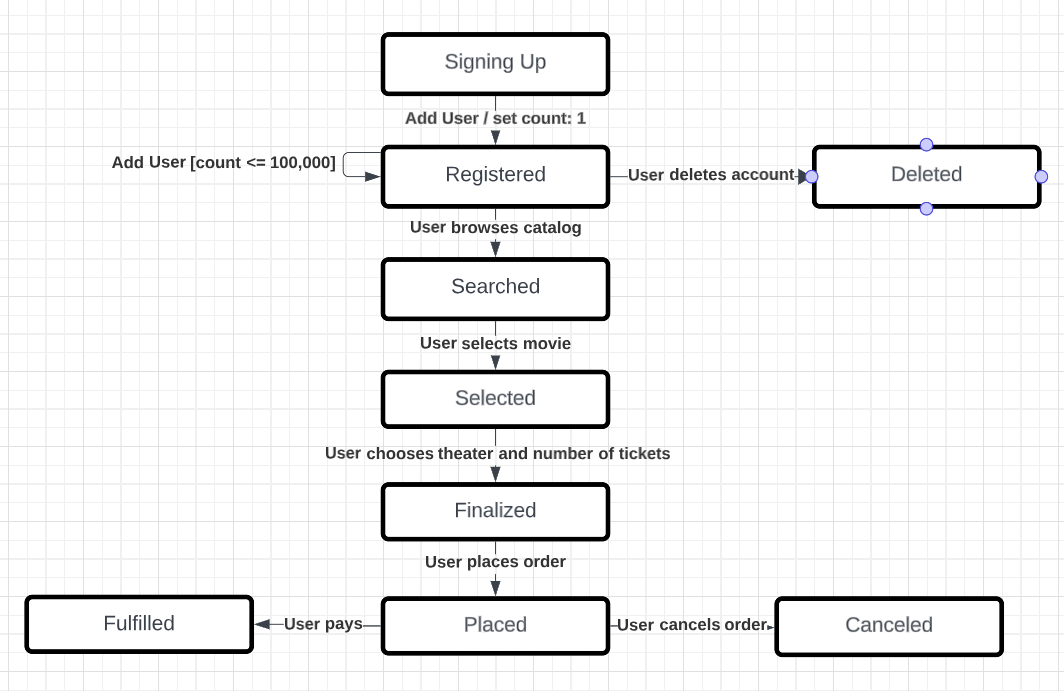 Signing Up
Add User / set count: 1
Add User [count <= 100,000]
Registered
User deletes account
Deleted
User browses catalog
Searched
User selects movie
Selected
User chooses theater and number of tickets
Finalized
User places order
Fulfilled
User pays
Placed
User cancels order
Canceled